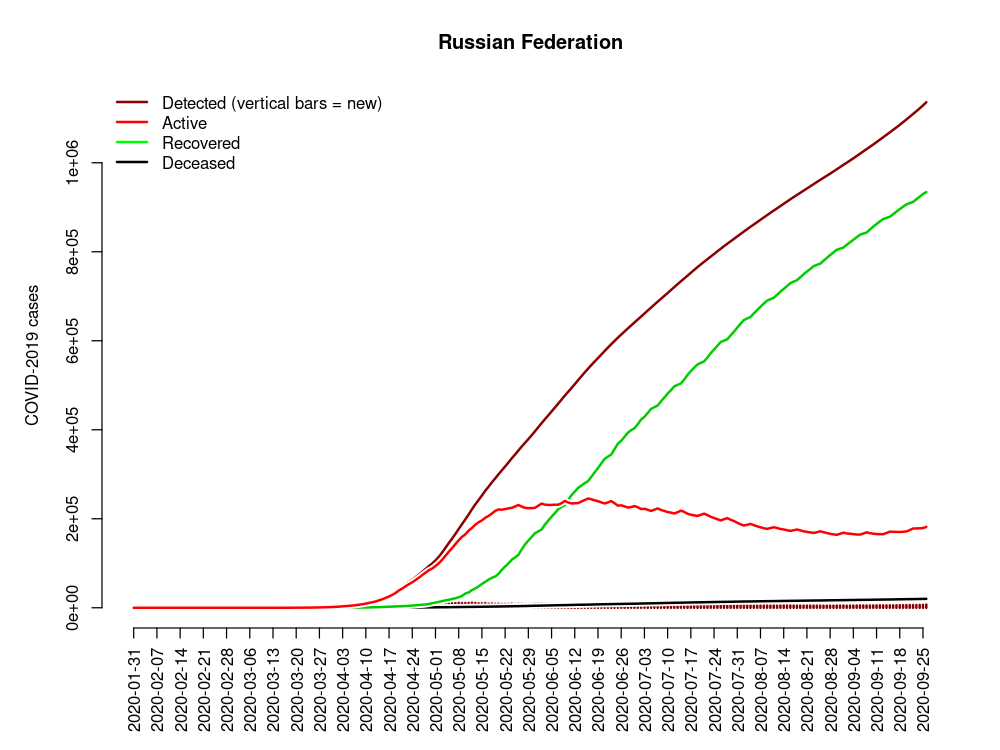 Russian Federation
Detected (vertical bars = new)
Active
Recovered
Deceased
COVID-2019 cases
1e+06
8e+05
6e+05
4e+05
2e+05
0e+00
2020-01-31
2020-02-07
2020-02-14
2020-02-21
2020-02-28
2020-03-06
2020-03-13
2020-03-20
2020-03-27
2020-04-03
2020-04-10
2020-04-17
2020-04-24
2020-05-01
2020-05-08
2020-05-15
2020-05-22
2020-05-29
2020-06-05
2020-06-12
2020-06-19
2020-06-26
2020-07-03
2020-07-10
2020-07-17
2020-07-24
2020-07-31
2020-08-07
2020-08-14
2020-08-21
2020-08-28
2020-09-04
2020-09-11
2020-09-18
2020-09-25